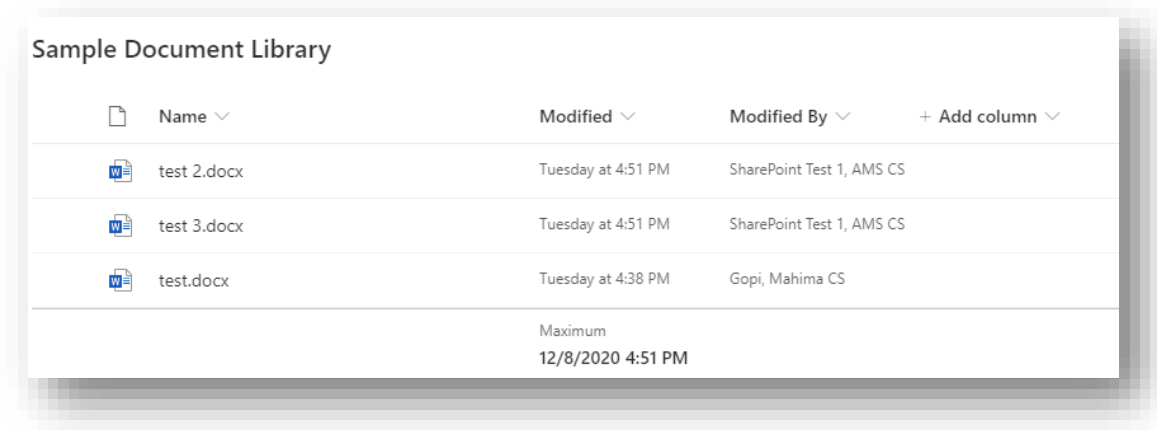 Sample Document Library
Name Modified Modified By + Add column
test 2.docx Tuesday at 4:51 PM SharePoint Test 1, AMS CS
test 3.docx Tuesday at 4:51 PM SharePoint Test 1, AMS CS
test.docx Tuesday at 4:38 PM Gopi, Mahima CS
Maximum
12/8/2020 4:51 PM